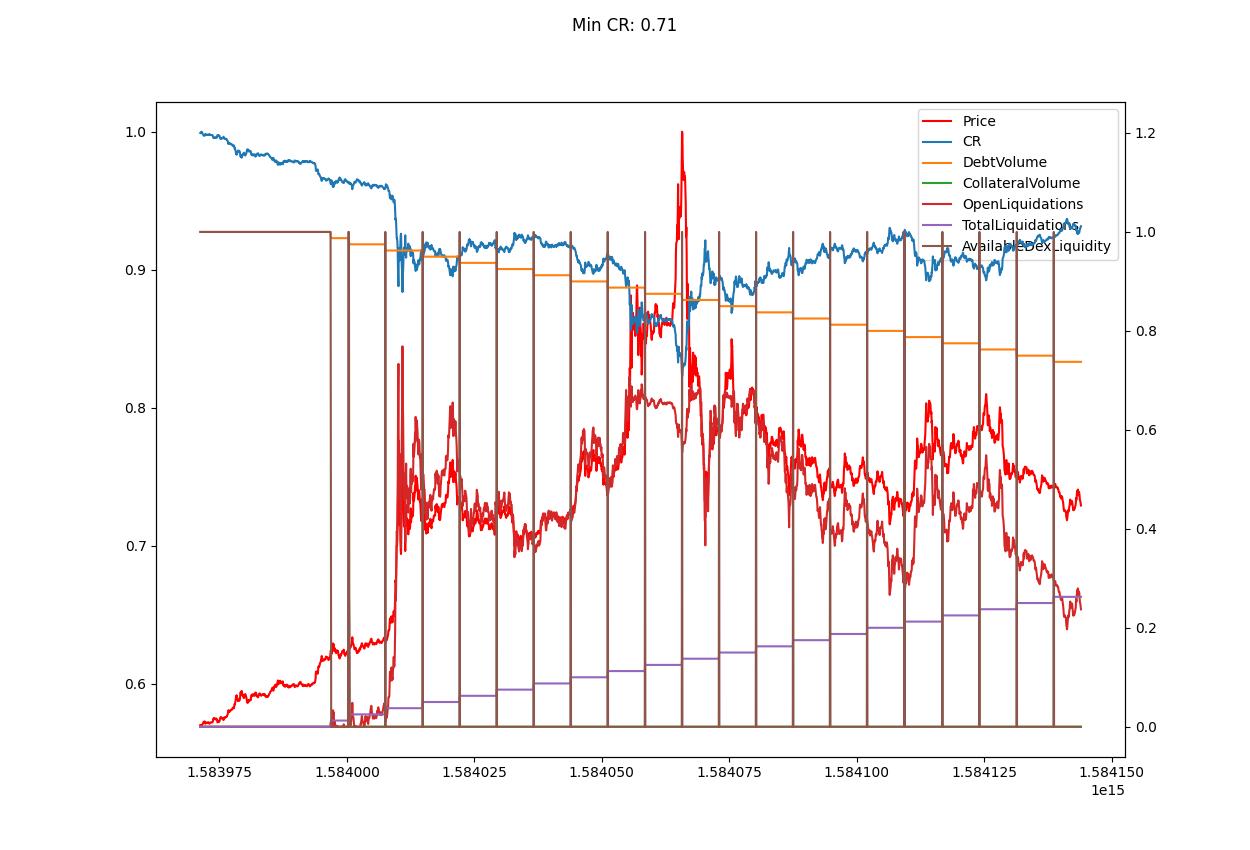 Min CR: 0.71
Price
CR
DebtVolume
CollateralVolume
OpenLiquidations
TotalLiquidations
AvailableDexLiquidity
1.0
0.9
0.8
0.7
0.6
1.2
1.0
0.8
0.6
0.4
0.2
0.0
1.583975 1.584000 1.584025 1.584050 1.584075 1.584100 1.584125 1.584150
1e15